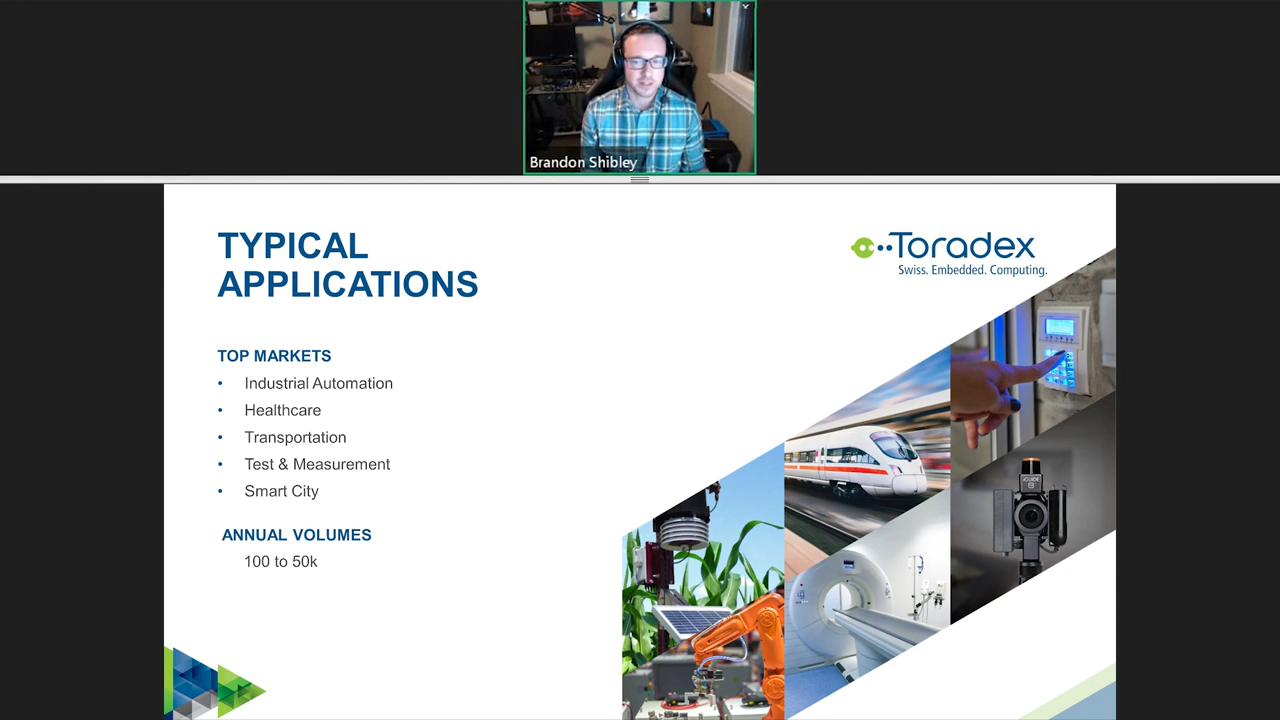 Brandon Shibley
TYPICAL
APPLICATIONS
Toradex
Swiss. Embedded. Computing.
TOP MARKETS
• Industrial Automation
• Healthcare
• Transportation
• Test & Measurement
• Smart City
ANNUAL VOLUMES
100 to 50k
iGUIDE